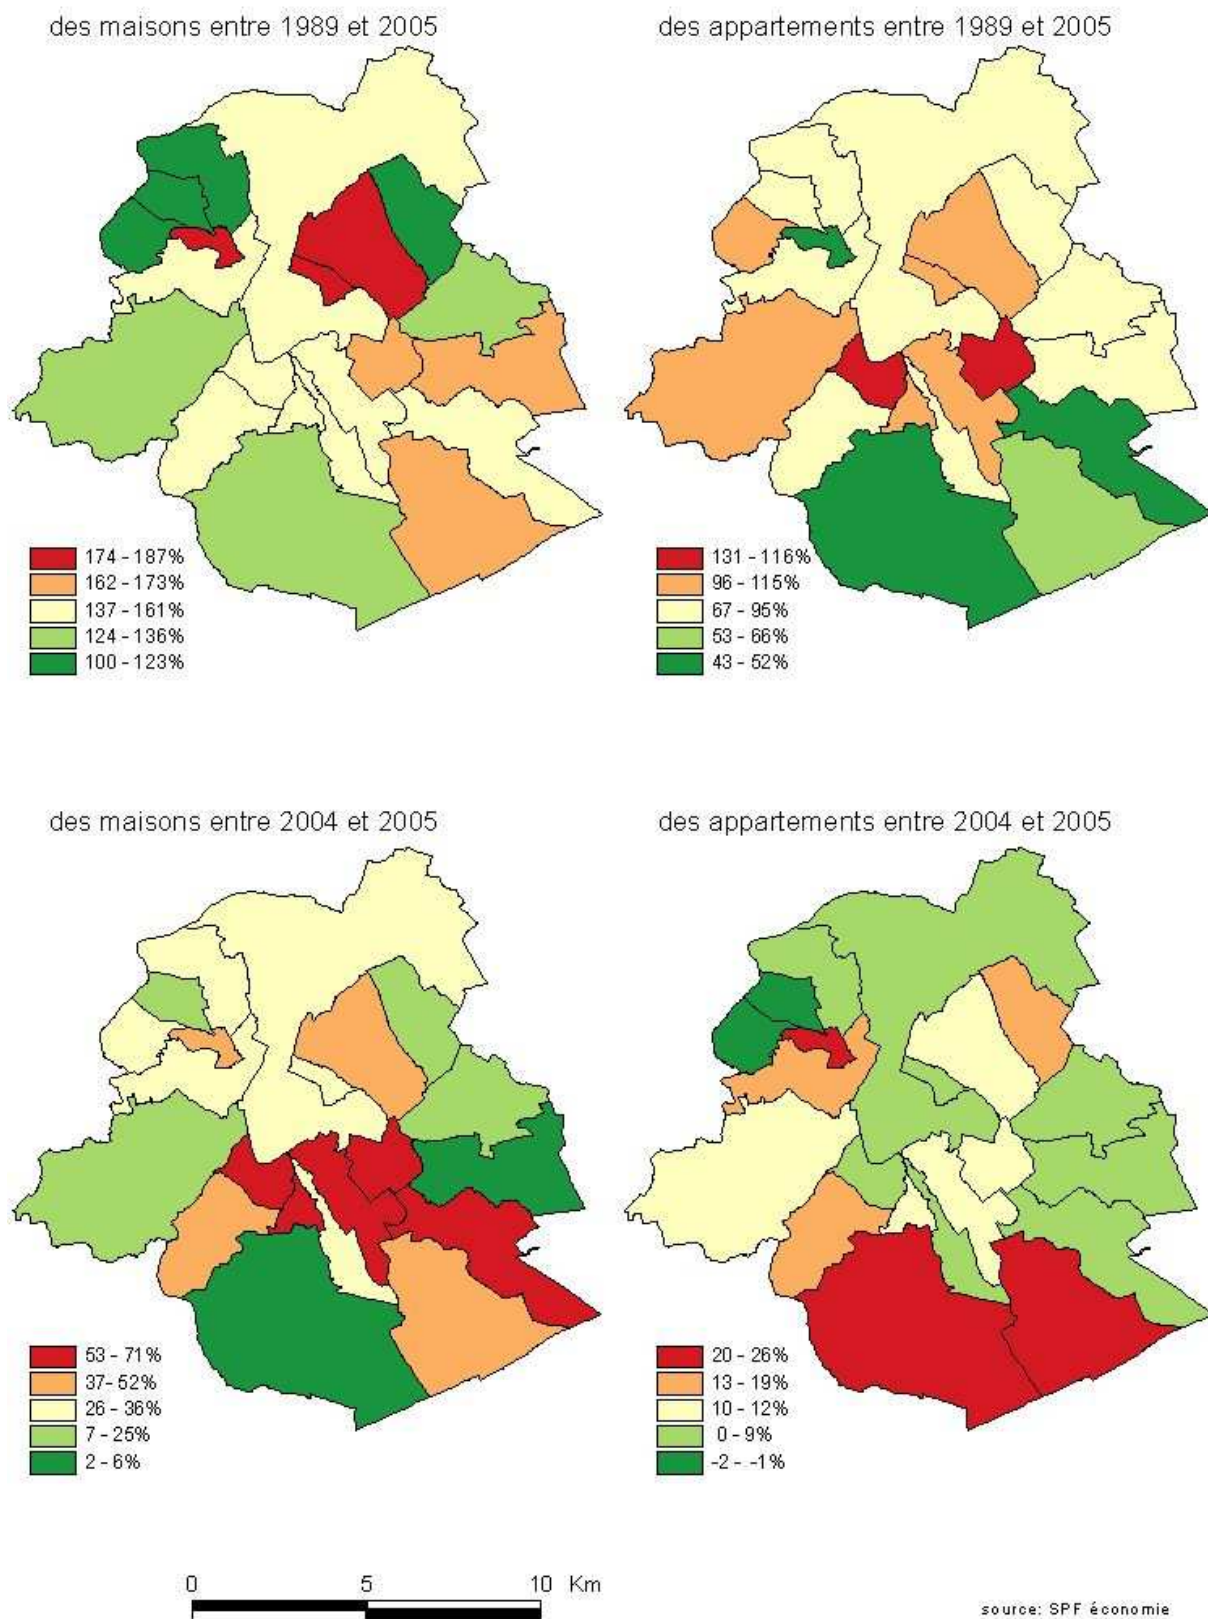 des maisons entre 1989 et 2005
174 - 187%
162 - 173%
137 - 161%
124 - 136%
100 - 123%
des appartements entre 1989 et 2005
131 - 116%
96 - 115%
67 - 95%
53 - 66%
43 - 52%
des maisons entre 2004 et 2005
53 - 71%
37- 52%
26 - 36%
7 - 25%
2 - 6%
des appartements entre 2004 et 2005
20 - 26%
13 - 19%
10 - 12%
0 - 9%
-2 - -1%
0 5 10 Km
source: SPF économie